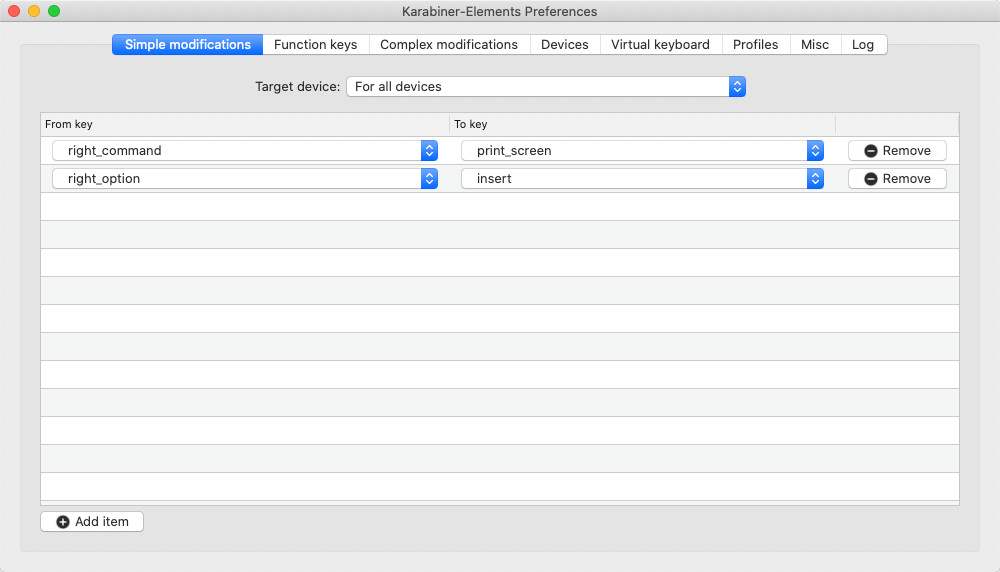 Karabiner-Elements Preferences
Simple modifications Function keys Complex modifications Devices Virtual keyboard Profiles Misc Log
Target device: For all devices
From key To key
right_command print_screen Remove
right_option insert Remove
Add item